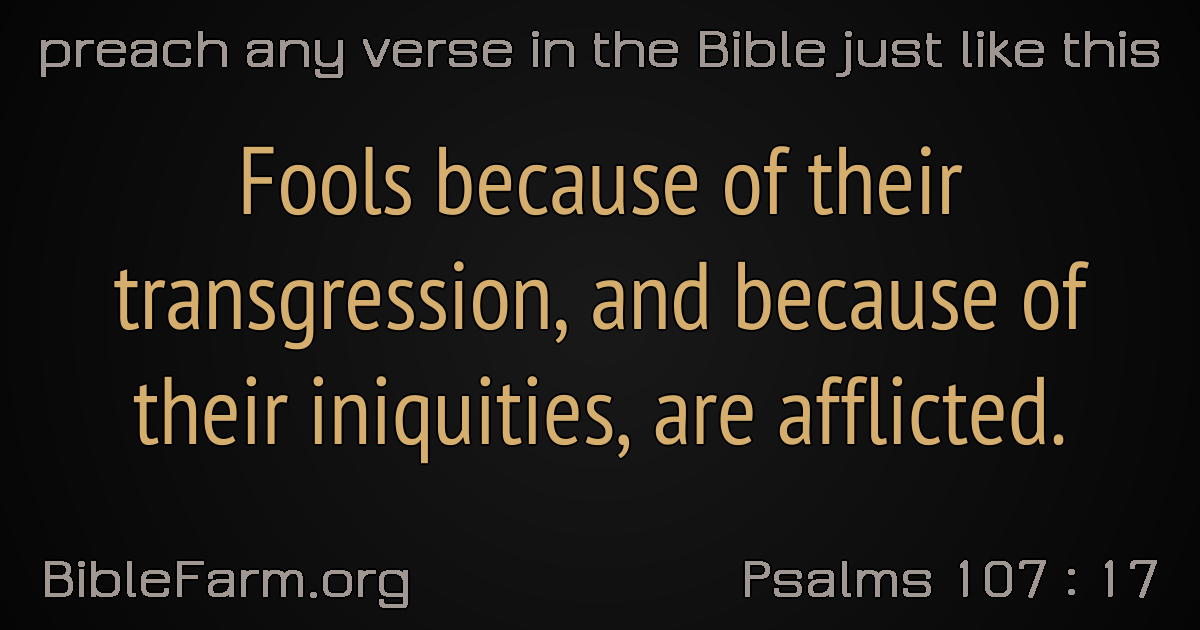 preach any verse in the Bible just like this
Fools because of their
transgression, and because of
their iniquities, are afflicted.
BibleFarm.org
Psalms 107 : 17